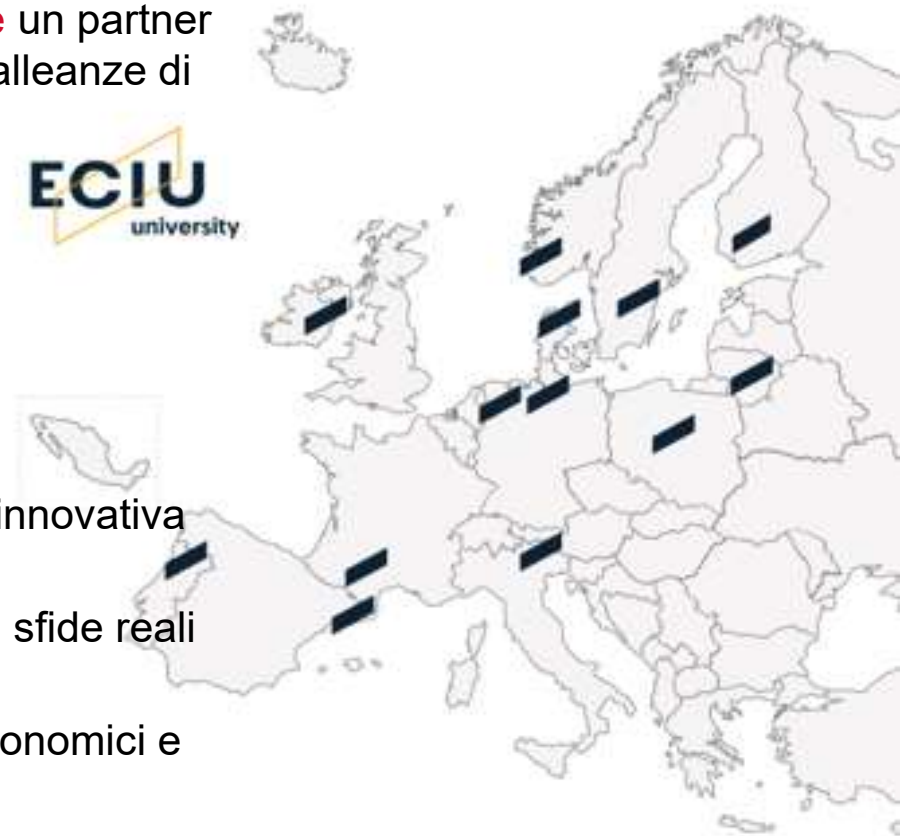 e un partner
alleanze di
ECIU
university
innovativa
sfide reali
onomici e